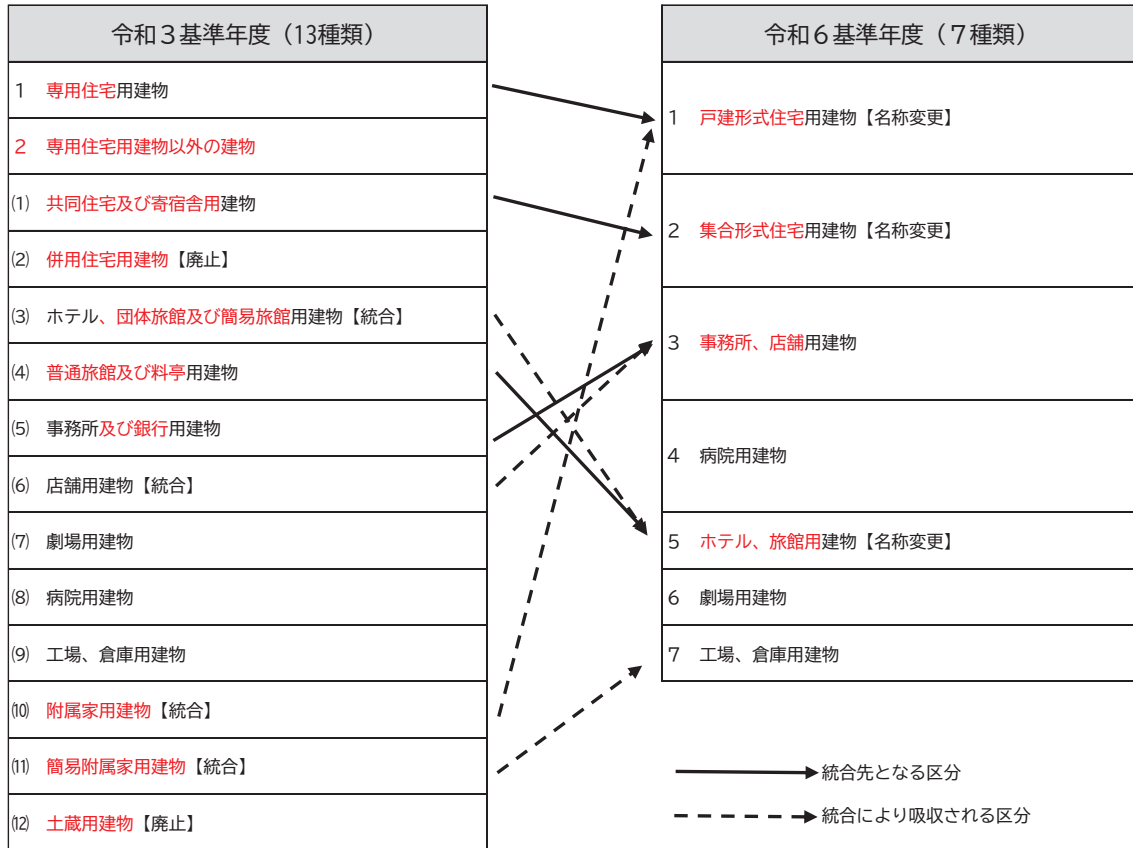 令和３基準年度（13種類）
1 専用住宅用建物
2 専用住宅用建物以外の建物
⑴ 共同住宅及び寄宿舎用建物
⑵ 併用住宅用建物【廃止】
⑶ ホテル、団体旅館及び簡易旅館用建物【統合】
⑷ 普通旅館及び料亭用建物
⑸ 事務所及び銀行用建物
⑹ 店舗用建物【統合】
⑺ 劇場用建物
⑻ 病院用建物
⑼ 工場、倉庫用建物
⑽ 附属家用建物【統合】
⑾ 簡易附属家用建物【統合】
⑿ 土蔵用建物【廃止】
令和６基準年度（７種類）
1 戸建形式住宅用建物【名称変更】
2 集合形式住宅用建物【名称変更】
3 事務所、店舗用建物
4 病院用建物
5 ホテル、旅館用建物【名称変更】
6 劇場用建物
7 工場、倉庫用建物
統合先となる区分
統合により吸収される区分